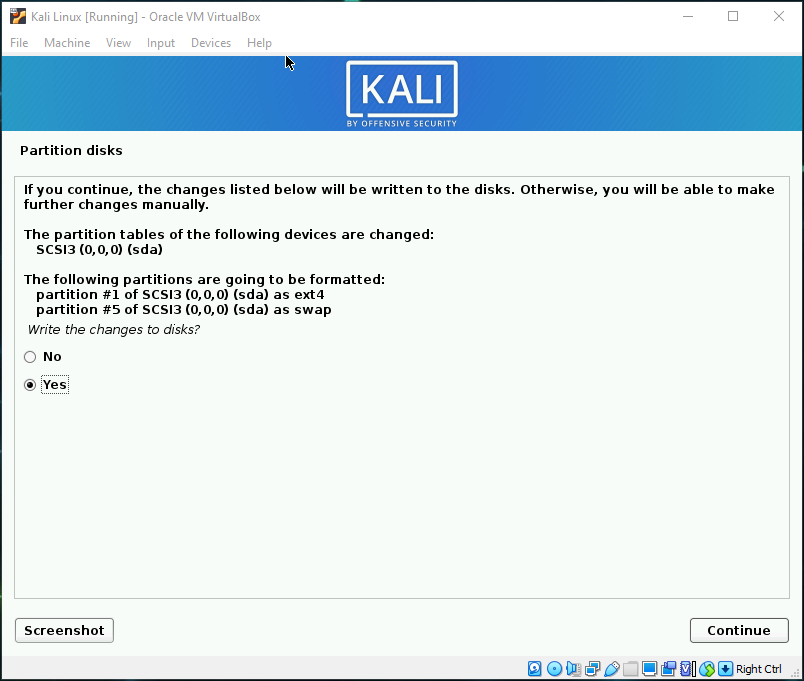 Kali Linux [Running] - Oracle VM VirtualBox
File Machine View Input Devices Help
KALI
BY OFFENSIVE SECURITY
Partition disks
If you continue, the changes listed below will be written to the disks. Otherwise, you will be able to make
further changes manually.
The partition tables of the following devices are changed:
SCSI3 (0,0,0) (sda)
The following partitions are going to be formatted:
partition #1 of SCSI3 (0,0,0) (sda) as ext4
partition #5 of SCSI3 (0,0,0) (sda) as swap
Write the changes to disks?
No
Yes
Screenshot Continue
Right Ctrl